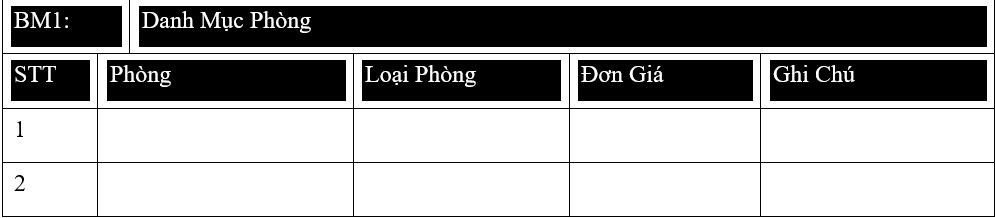 BM1: Danh Mục Phòng
STT Phòng Loại Phòng Đơn Giá Ghi Chú
1
2